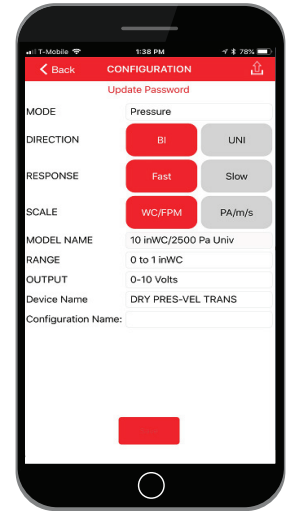 T-Mobile 1:38 PM 78%
Back CONFIGURATION
Update Password
MODE Pressure
DIRECTION BI UNI
RESPONSE Fast Slow
SCALE WC/FPM PA/m/s
MODEL NAME 10 inWC/2500 Pa Univ
RANGE 0 to 1 inWC
OUTPUT 0-10 Volts
Device Name DRY PRES-VEL TRANS
Configuration Name: